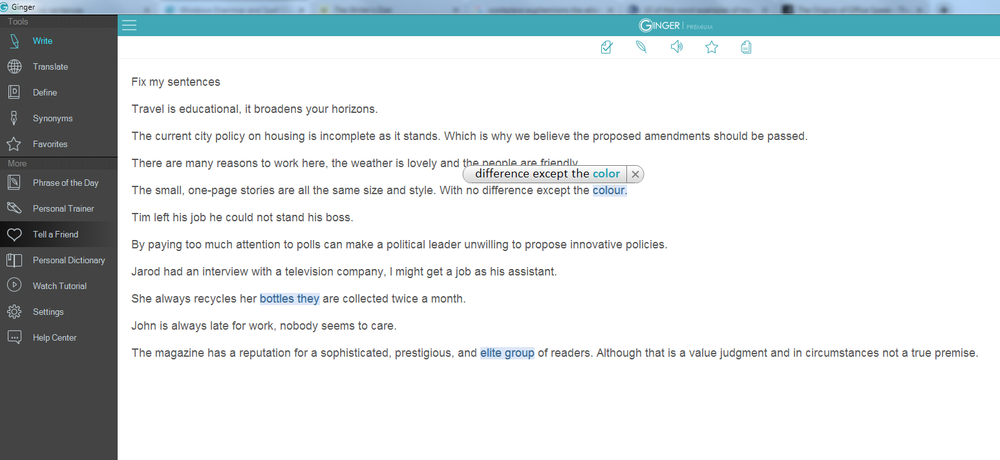 Ginger
Tools
Write
Translate
Define
Synonyms
Favorites
More
Phrase of the Day
Personal Trainer
Tell a Friend
Personal Dictionary
Watch Tutorial
Settings
Help Center
GINGER | PREMIUM
Fix my sentences
Travel is educational, it broadens your horizons.
The current city policy on housing is incomplete as it stands. Which is why we believe the proposed amendments should be passed.
There are many reasons to work here, the weather is lovely and the people are friendly
difference except the color
The small, one-page stories are all the same size and style. With no difference except the colour.
Tim left his job he could not stand his boss.
By paying too much attention to polls can make a political leader unwilling to propose innovative policies.
Jarod had an interview with a television company, I might get a job as his assistant.
She always recycles her bottles they are collected twice a month.
John is always late for work, nobody seems to care.
The magazine has a reputation for a sophisticated, prestigious, and elite group of readers. Although that is a value judgment and in circumstances not a true premise.